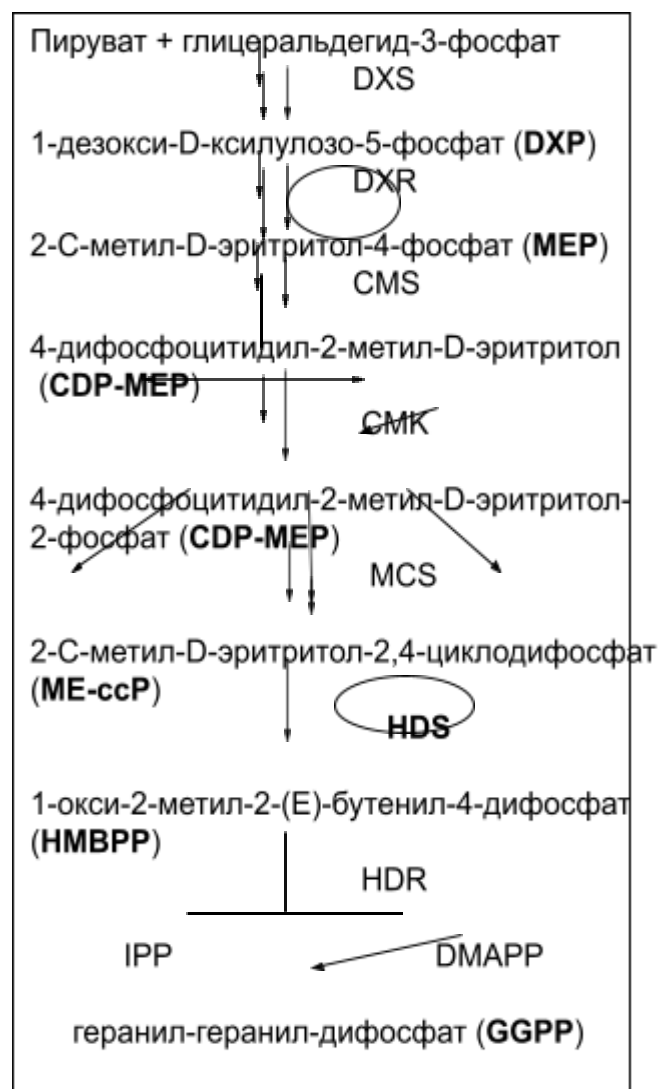 Пируват + глицеральдегид-3-фосфат
DXS
1-дезокси-D-ксилулозо-5-фосфат (DXP)
DXR
2-С-метил-D-эритритол-4-фосфат (MEP)
CMS
4-дифосфоцитидил-2-метил-D-эритритол
(CDP-MEP)
CMK
4-дифосфоцитидил-2-метил-D-эритритол-
2-фосфат (CDP-MEP)
MCS
2-С-метил-D-эритритол-2,4-циклодифосфат
(ME-ccP)
HDS
1-окси-2-метил-2-(Е)-бутенил-4-дифосфат
(HMBPP)
HDR
IPP DMAPP
геранил-геранил-дифосфат (GGPP)